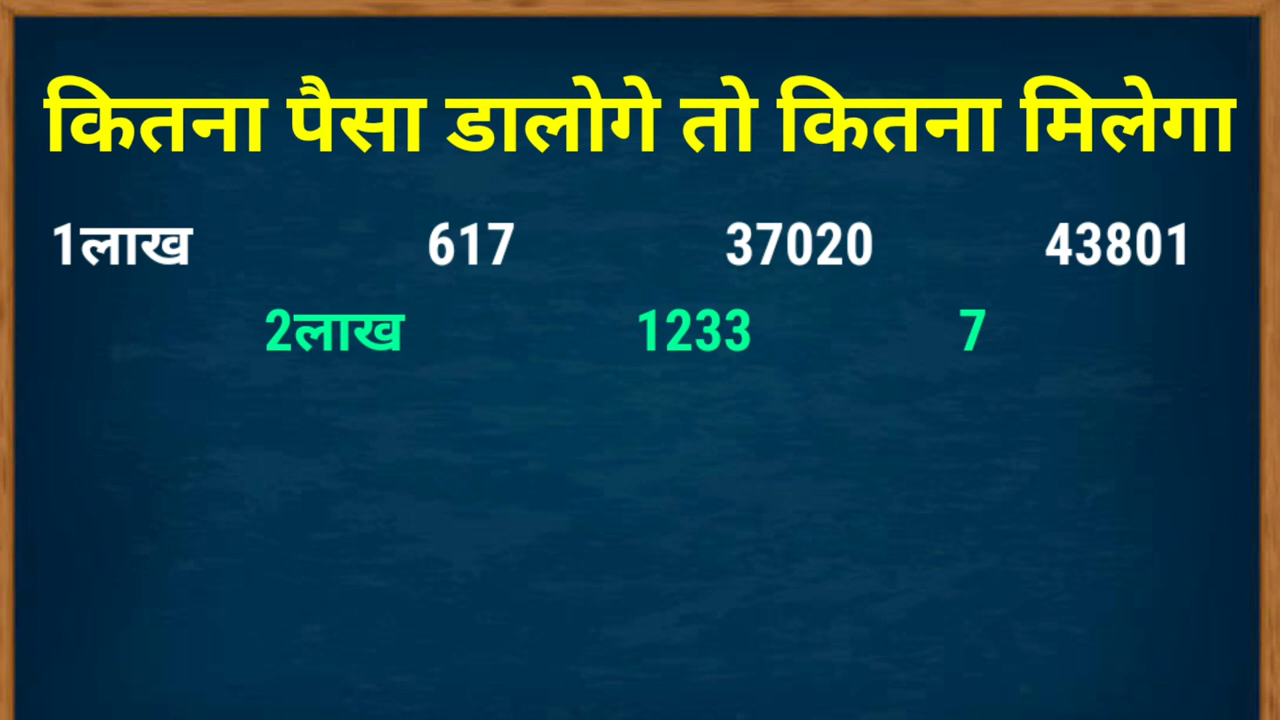 कितना पैसा डालोगे तो कितना मिलेगा
1लाख 617 37020 43801
2लाख 1233 7